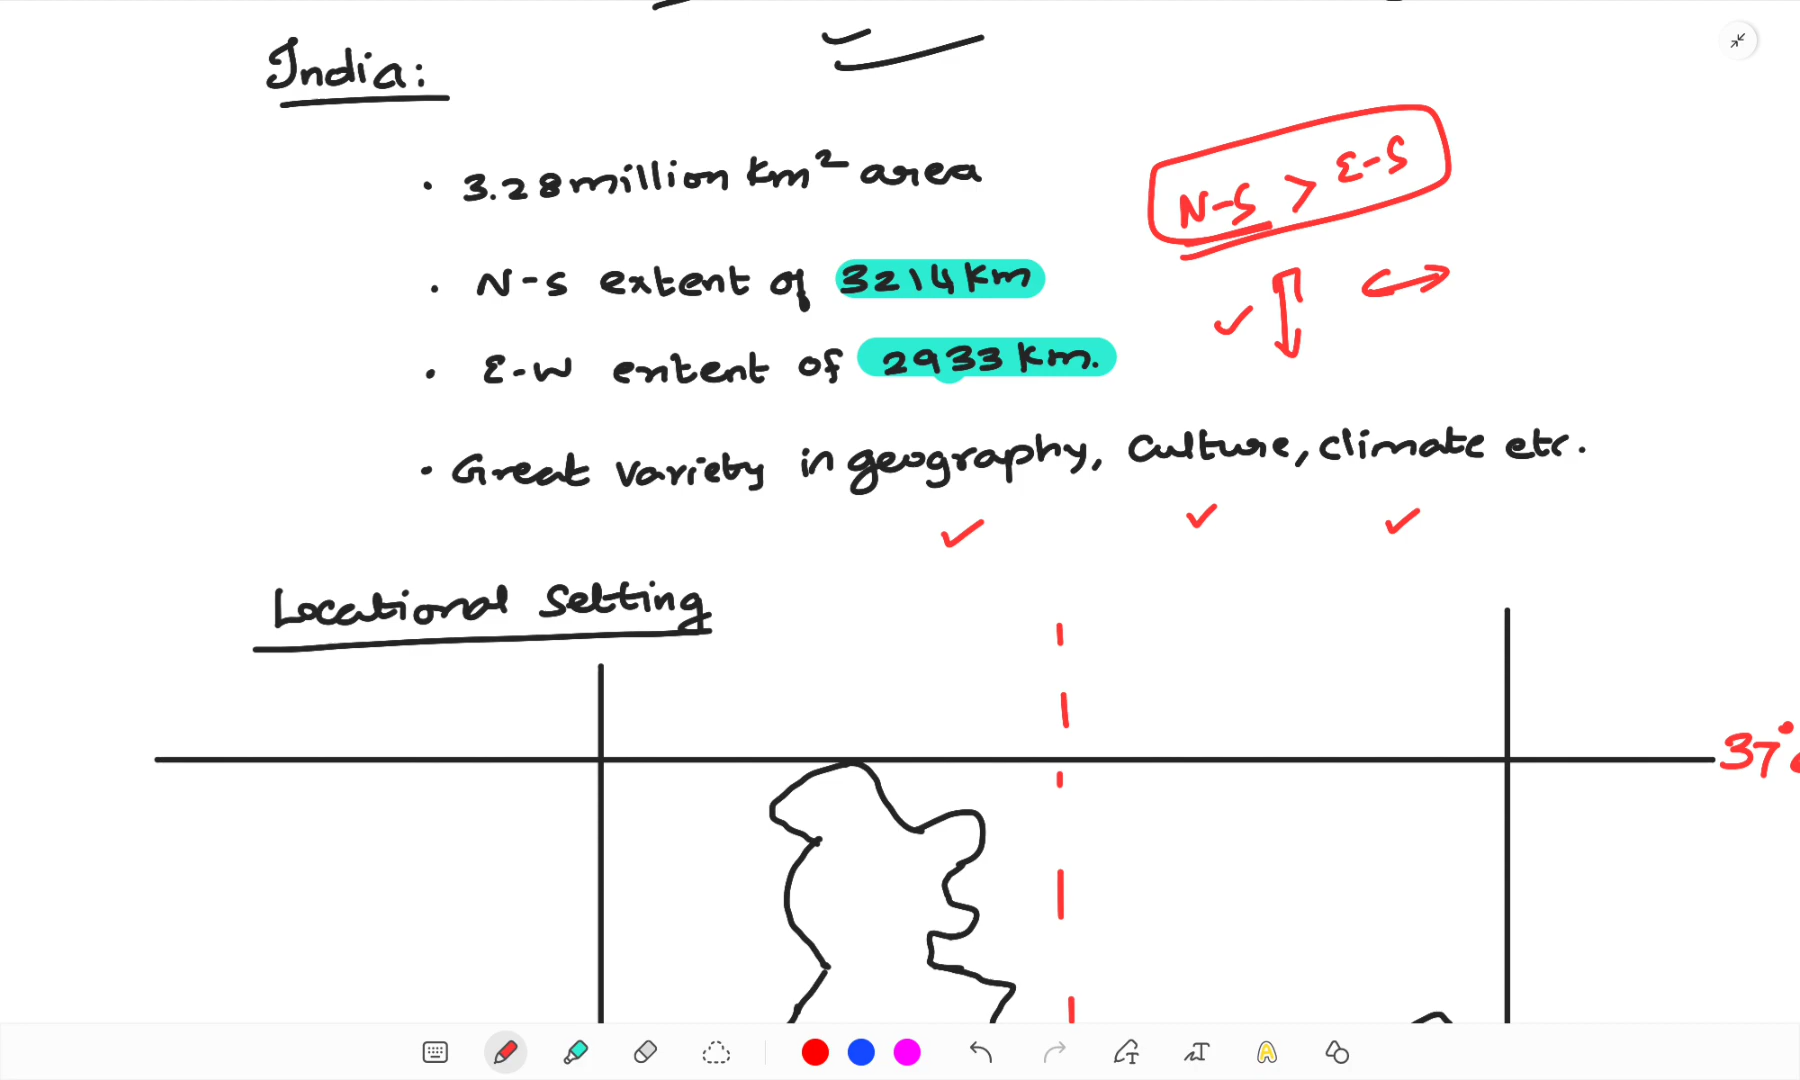 India:
• 3.28 million km² area
N-S > E-S
• N-S extent of 3214 km
• E-W extent of 2933 km.
• Great variety in geography, culture, climate etc.
Locational Setting
37°